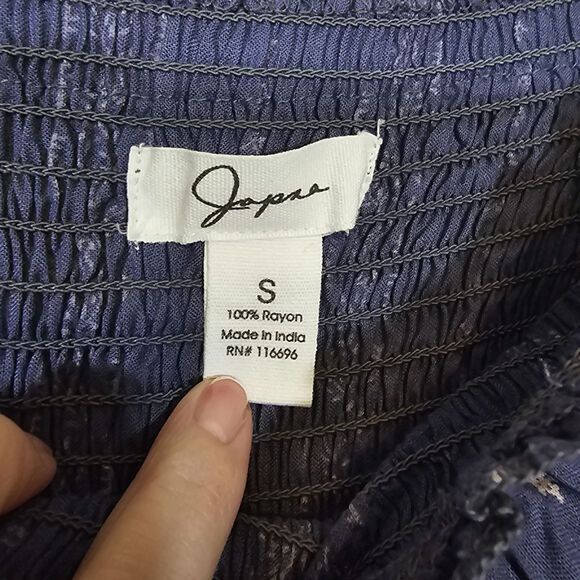 Japna
S
100% Rayon
Made in India
RN# 116696